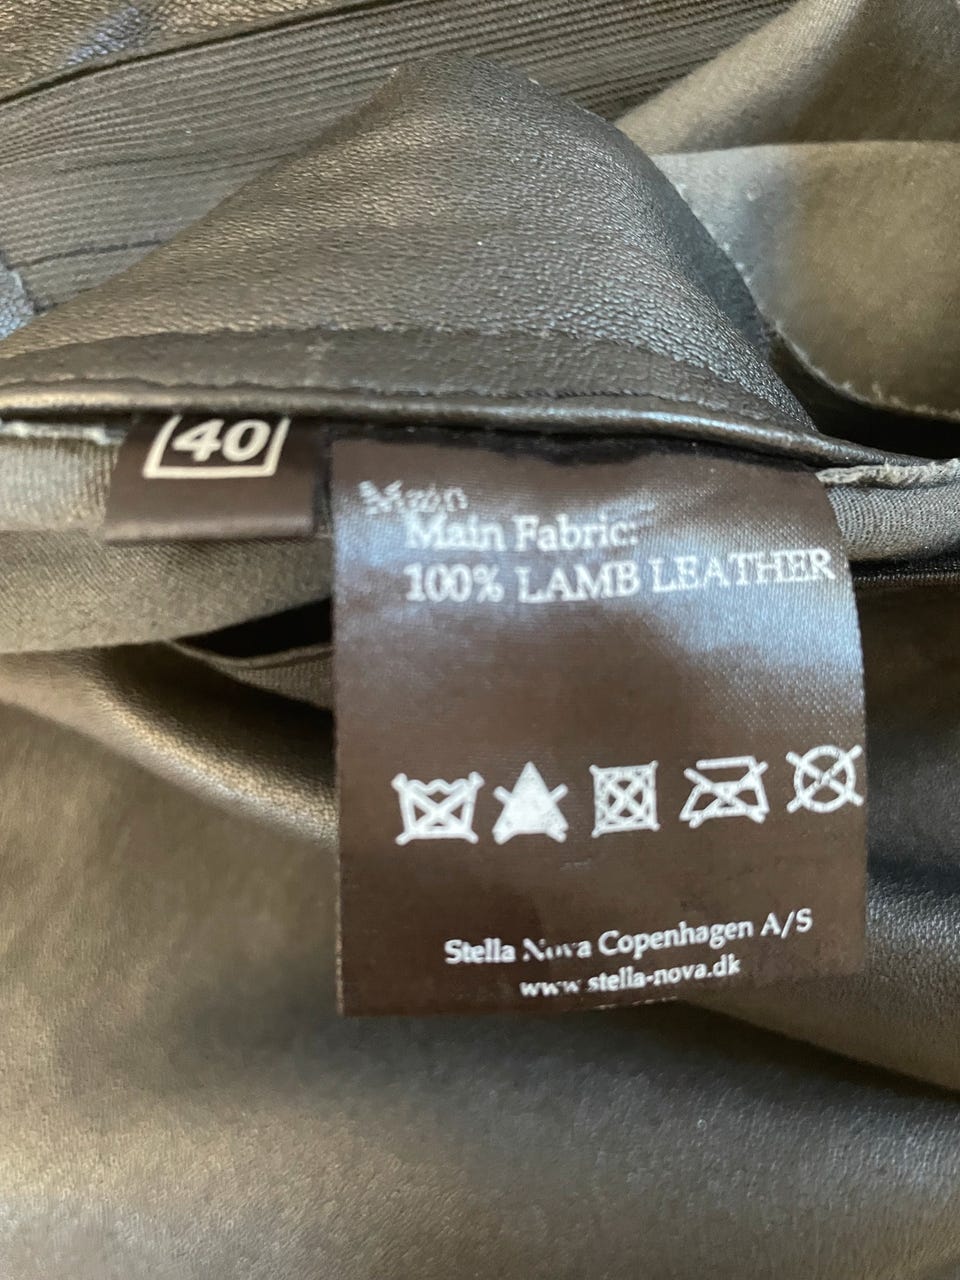 40
Main
Main Fabric:
100% LAMB LEATHER
Stella Nova Copenhagen A/S
www.stella-nova.dk